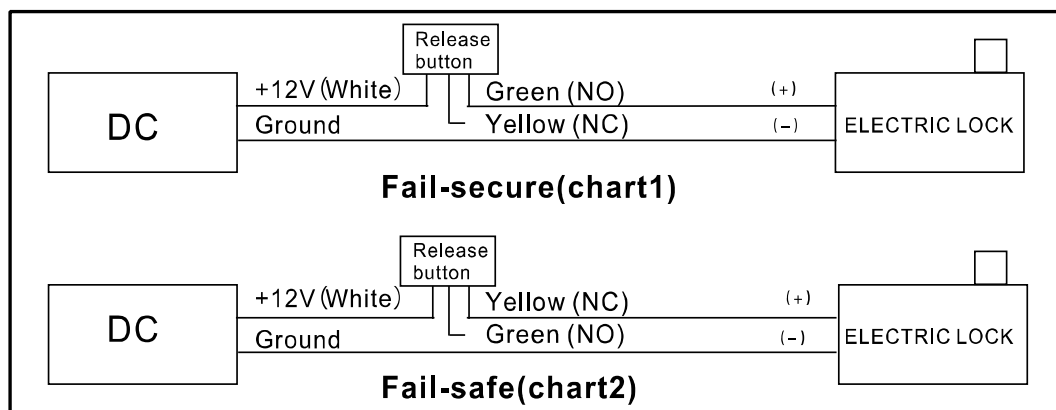 Release
button
+12V(White)
Green (NO)
(+)
DC
Ground
Yellow (NC)
(-)
ELECTRIC LOCK
Fail-secure(chart1)
Release
button
+12V(White)
Yellow (NC)
(+)
DC
Ground
Green (NO)
(-)
ELECTRIC LOCK
Fail-safe(chart2)